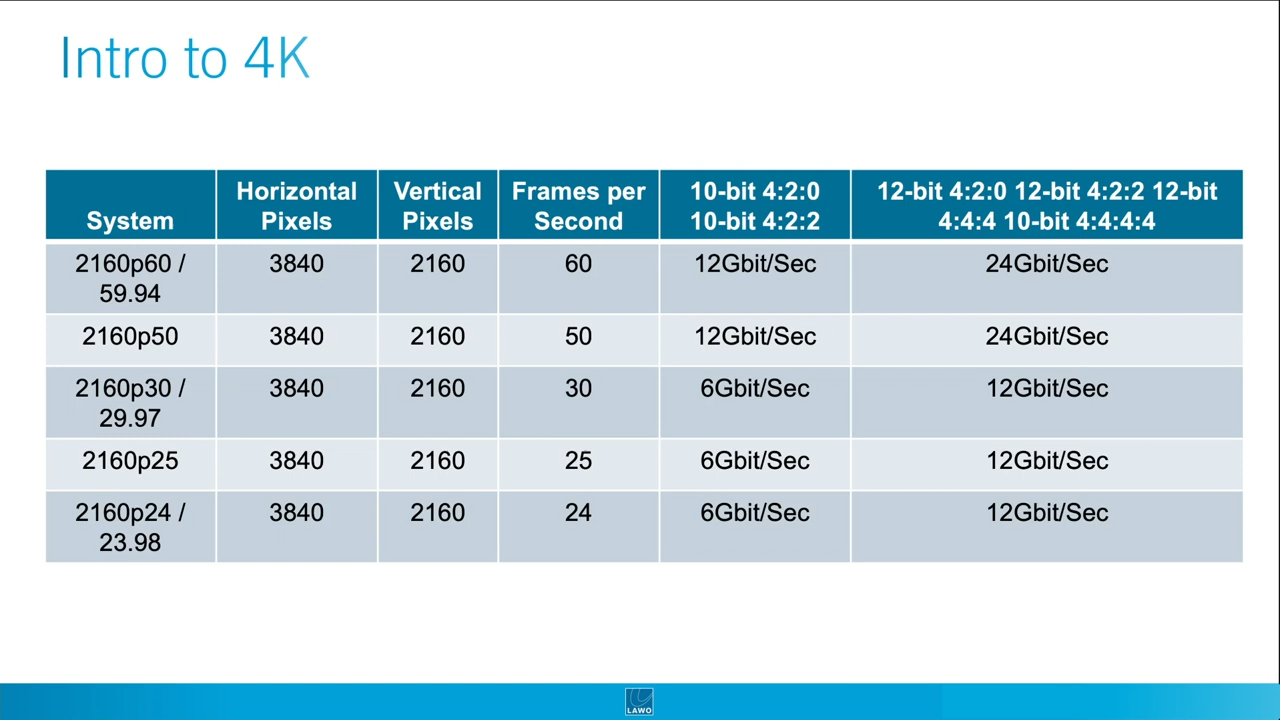 Intro to 4K
System
Horizontal
Pixels
Vertical
Pixels
Frames per
Second
10-bit 4:2:0
10-bit 4:2:2
12-bit 4:2:0 12-bit 4:2:2 12-bit
4:4:4 10-bit 4:4:4:4
2160p60 /
59.94
3840
2160
60
12Gbit/Sec
24Gbit/Sec
2160p50
3840
2160
50
12Gbit/Sec
24Gbit/Sec
2160p30 /
29.97
3840
2160
30
6Gbit/Sec
12Gbit/Sec
2160p25
3840
2160
25
6Gbit/Sec
12Gbit/Sec
2160p24 /
23.98
3840
2160
24
6Gbit/Sec
12Gbit/Sec
LAWO